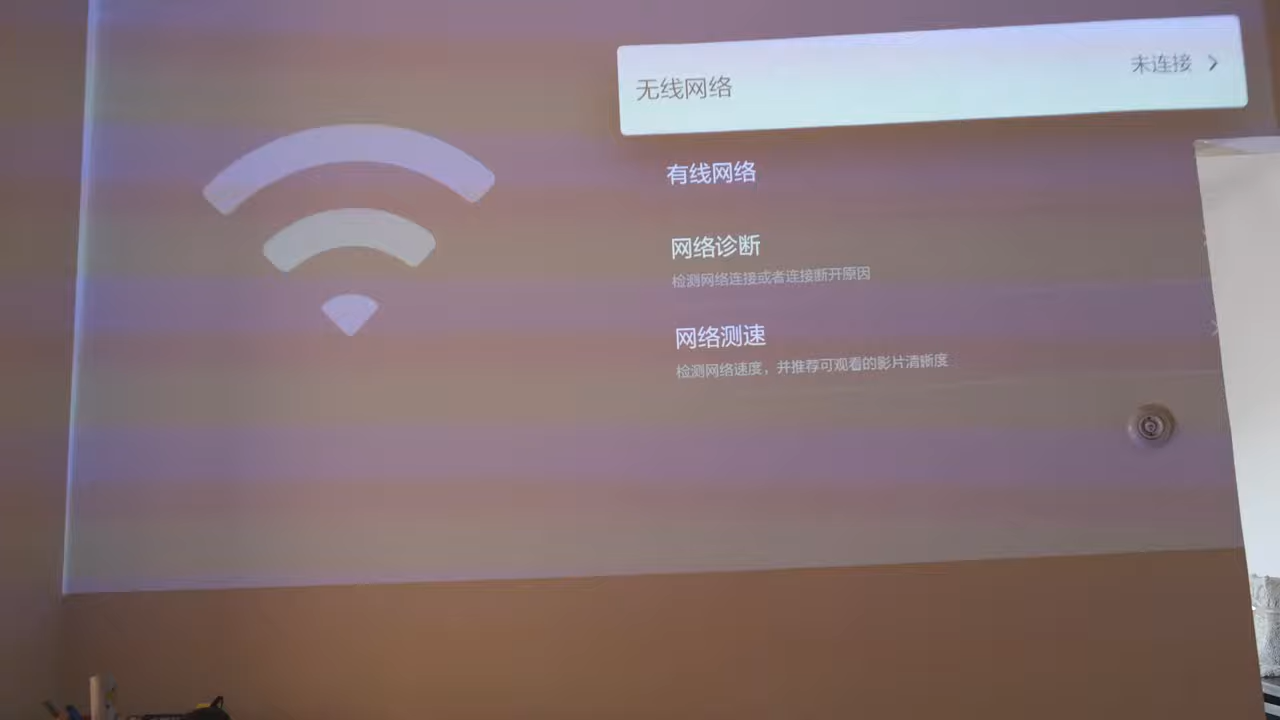 无线网络
未连接
有线网络
网络诊断
检测网络连接或者连接断开原因
网络测速
检测网络速度，并推荐可观看的影片清晰度